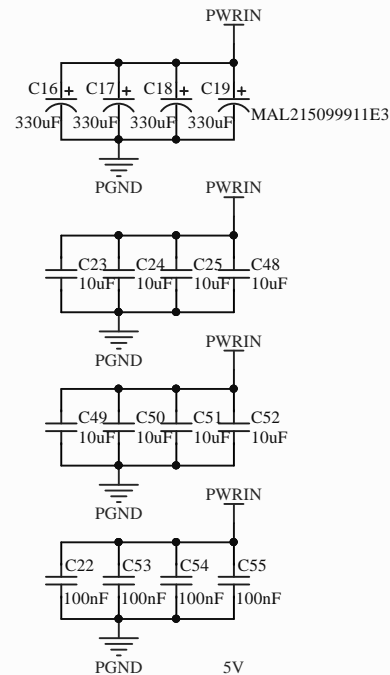 PWRIN
C16 C17 C18 C19
330uF 330uF 330uF 330uF MAL215099911E3
PGND
PWRIN
C23 C24 C25 C48
10uF 10uF 10uF 10uF
PGND
PWRIN
C49 C50 C51 C52
10uF 10uF 10uF 10uF
PGND
PWRIN
C22 C53 C54 C55
100nF 100nF 100nF 100nF
PGND 5V